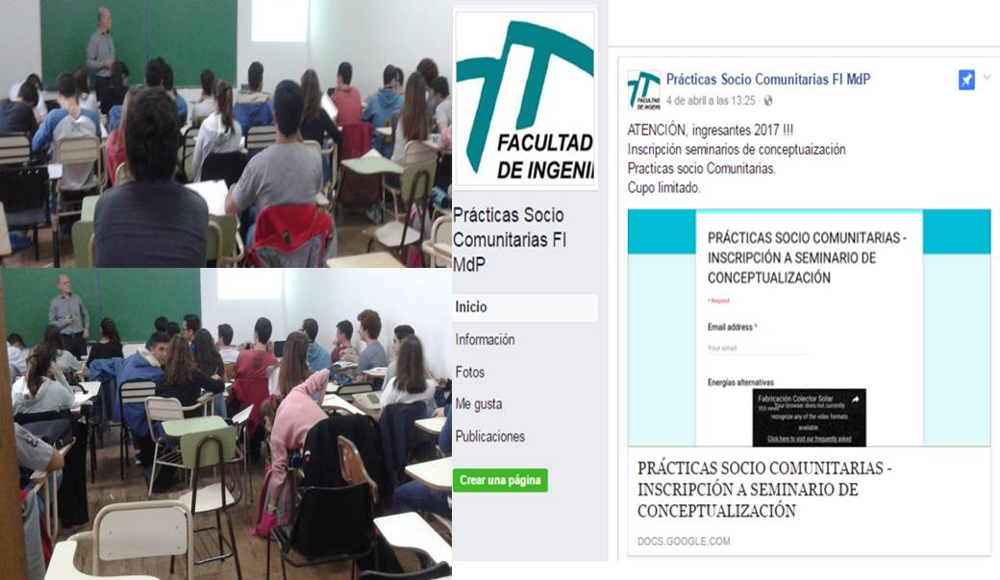 FACULTAD
DE INGENI
Prácticas Socio
Comunitarias FI
MdP
Inicio
Información
Fotos
Me gusta
Publicaciones
Crear una página
FACULTAD
DE INGENI
Prácticas Socio Comunitarias FI MdP
4 de abril a las 13:25 ·
ATENCIÓN, ingresantes 2017 !!!
Inscripción seminarios de conceptuaización
Practicas socio Comunitarias.
Cupo limitado.
PRÁCTICAS SOCIO COMUNITARIAS -
INSCRIPCIÓN A SEMINARIO DE
CONCEPTUALIZACIÓN
* Required
Email address *
Your email
Energías alternativas
Fabricación Colector Solar
353 views
Your browser does not currently
recognize any of the video formats
available.
Click here to visit our frequently asked
PRÁCTICAS SOCIO COMUNITARIAS -
INSCRIPCIÓN A SEMINARIO DE
CONCEPTUALIZACIÓN
DOCS.GOOGLE.COM